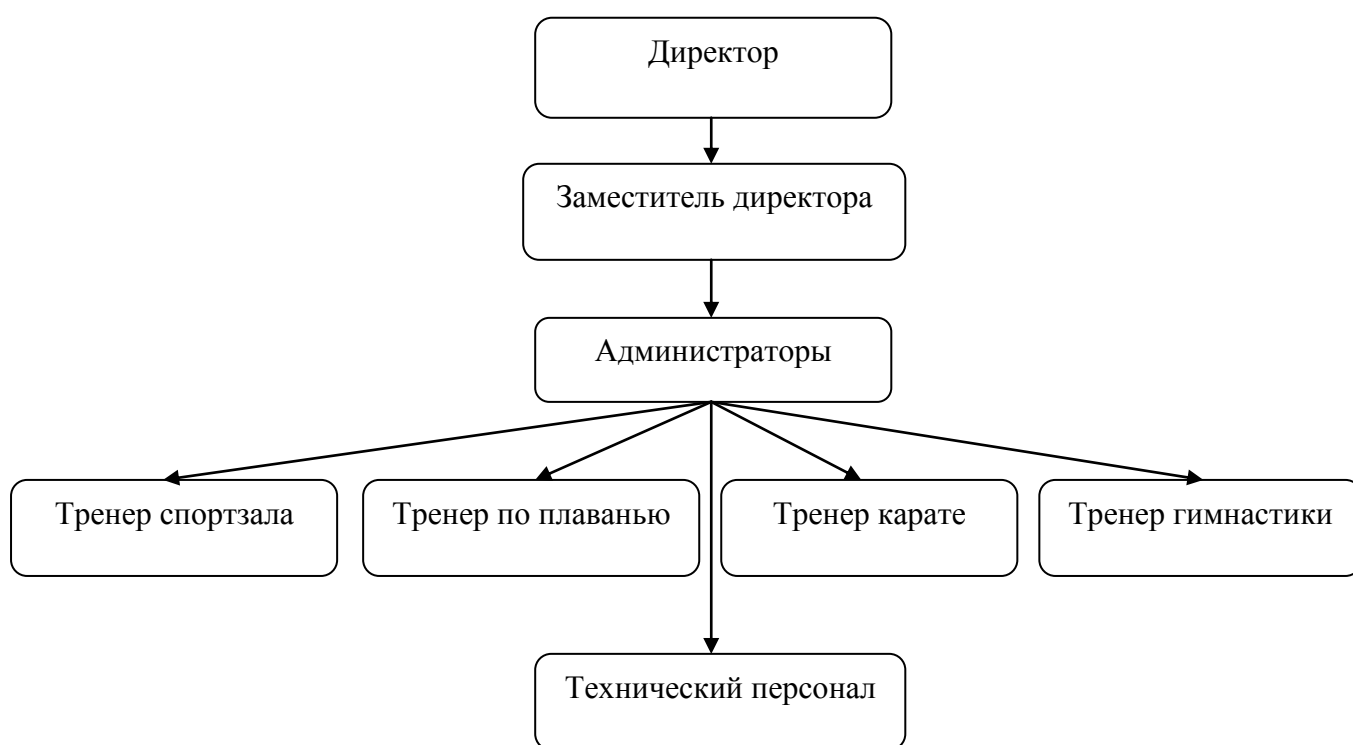 Директор
Заместитель директора
Администраторы
Тренер спортзала
Тренер по плаванью
Тренер карате
Тренер гимнастики
Технический персонал